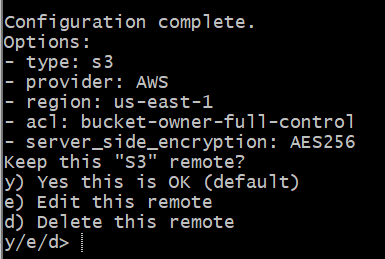 Configuration complete.
Options:
- type: s3
- provider: AWS
- region: us-east-1
- acl: bucket-owner-full-control
- server_side_encryption: AES256
Keep this "S3" remote?
y) Yes this is OK (default)
e) Edit this remote
d) Delete this remote
y/e/d>